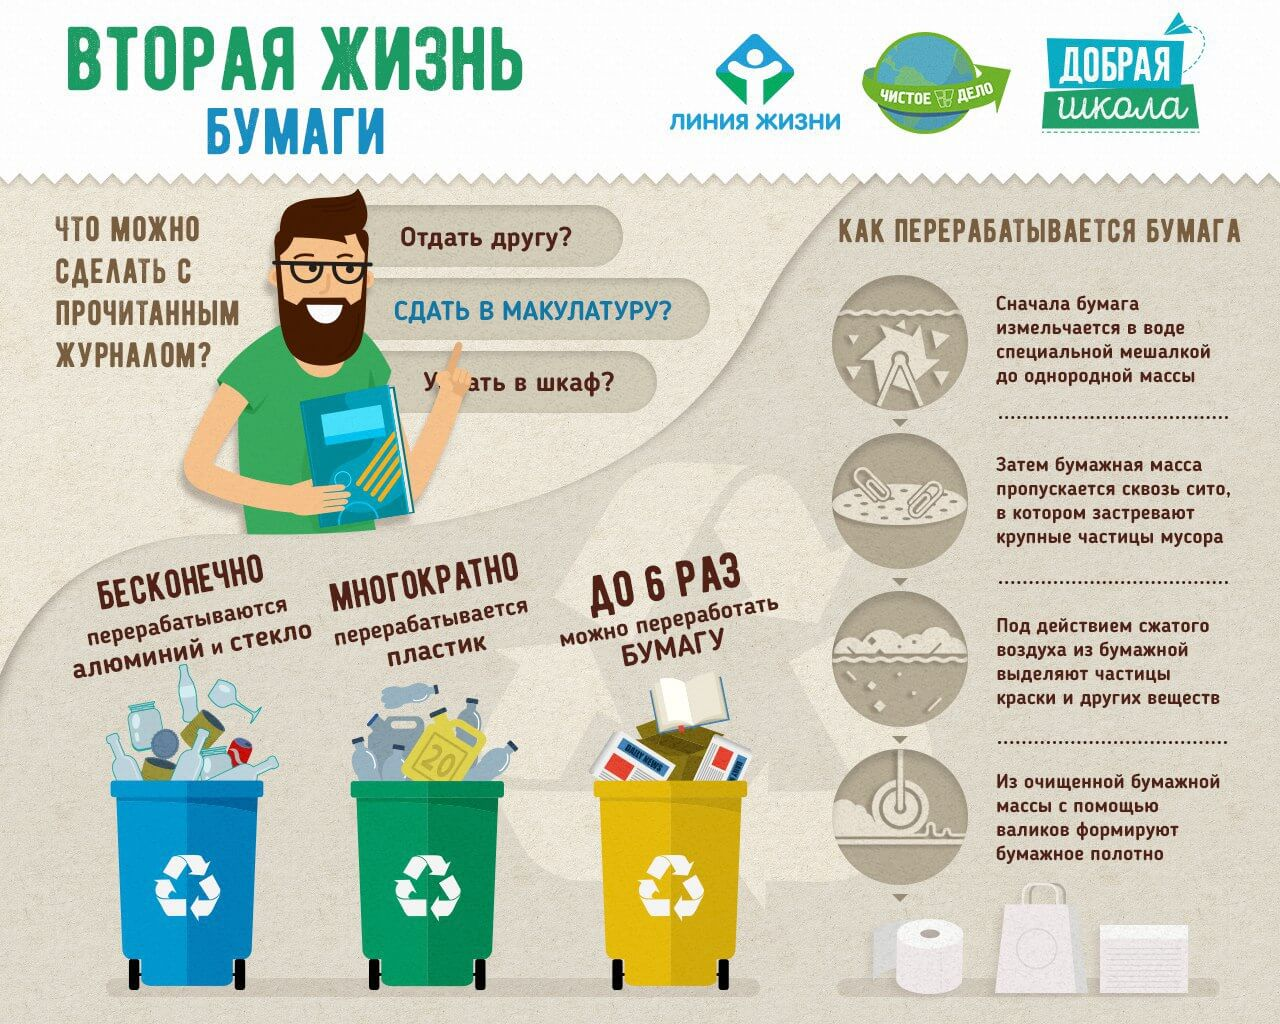 ВТОРАЯ ЖИЗНЬ
БУМАГИ
ЛИНИЯ ЖИЗНИ
ЧИСТОЕ ДЕЛО
ДОБРАЯ
школа
ЧТО МОЖНО
СДЕЛАТЬ С
ПРОЧИТАННЫМ
ЖУРНАЛОМ?
Отдать другу?
СДАТЬ В МАКУЛАТУРУ?
в шкаф?
КАК ПЕРЕРАБАТЫВАЕТСЯ БУМАГА
Сначала бумага
измельчается в воде
специальной мешалкой
до однородной массы
Затем бумажная масса
пропускается сквозь сито,
в котором застревают
крупные частицы мусора
Под действием сжатого
воздуха из бумажной
выделяют частицы
краски и других веществ
Из очищенной бумажной
массы с помощью
валиков формируют
бумажное полотно
БЕСКОНЕЧНО
перерабатываются
алюминий и стекло
МНОГОКРАТНО
перерабатывается
пластик
ДО 6 РАЗ
можно переработать
БУМАГУ
20
DAILY NEWS